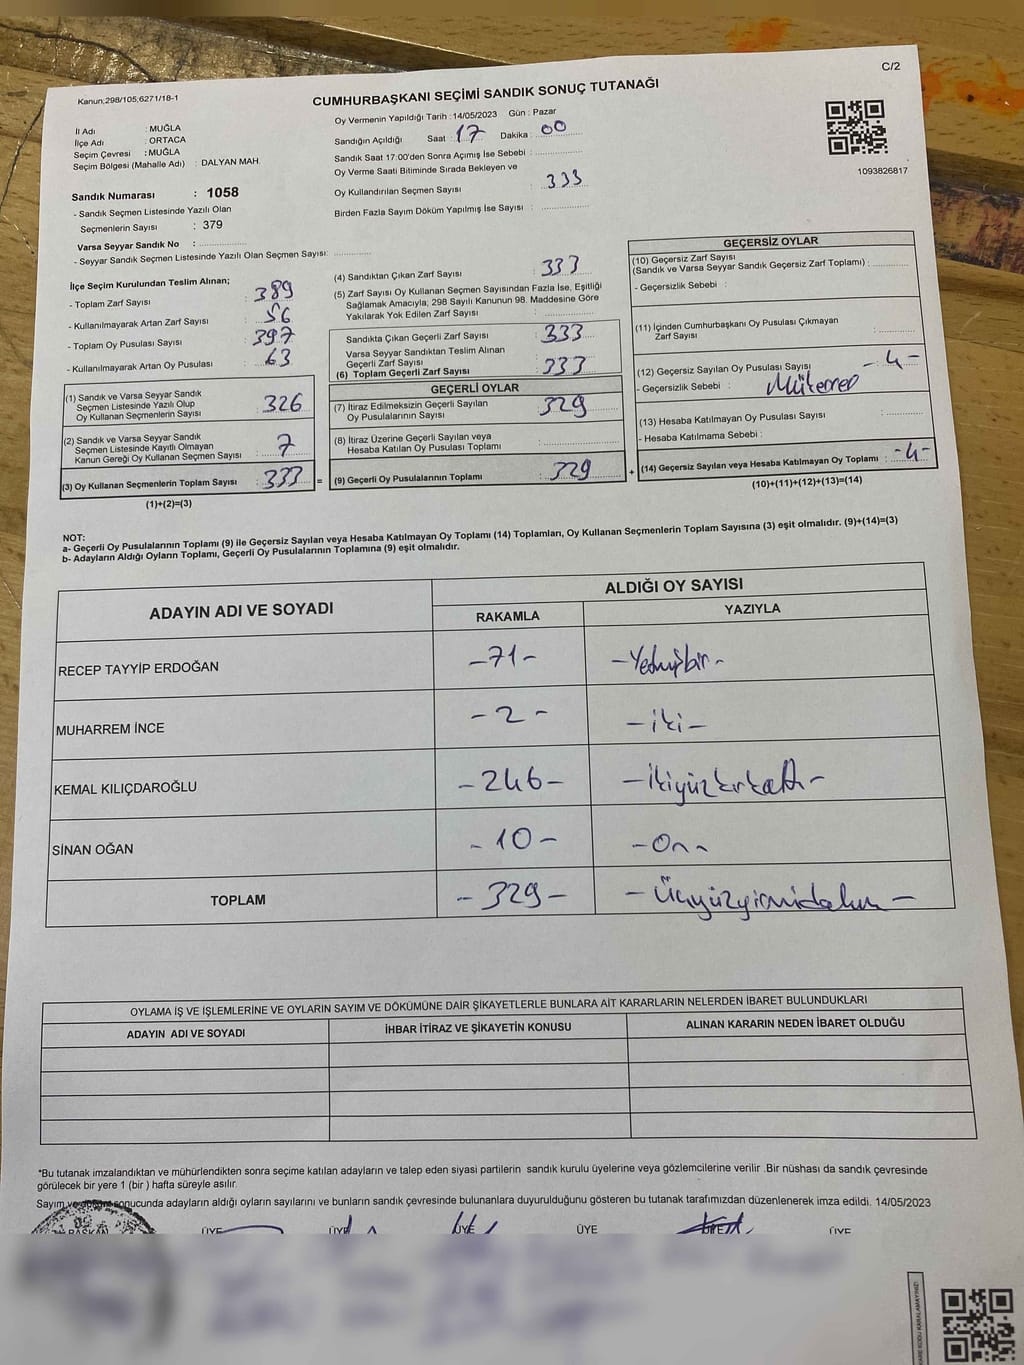 C/2
Kanun;298/105;6271/18-1
CUMHURBAŞKANI SEÇİMİ SANDIK SONUÇ TUTANAĞI
İl Adı : MUĞLA
İlçe Adı : ORTACA
Seçim Çevresi : MUĞLA
Seçim Bölgesi (Mahalle Adı) : DALYAN MAH.
Sandık Numarası : 1058
- Sandık Seçmen Listesinde Yazılı Olan
Seçmenlerin Sayısı : 379
Varsa Seyyar Sandık No :
- Seyyar Sandık Seçmen Listesinde Yazılı Olan Seçmen Sayısı:
Oy Vermenin Yapıldığı Tarih : 14/05/2023 Gün : Pazar
Sandığın Açıldığı Saat : 17 Dakika : 00
Sandık Saat 17:00'den Sonra Açımış İse Sebebi :
Oy Verme Saati Bitiminde Sırada Bekleyen ve
Oy Kullandırılan Seçmen Sayısı : 333
Birden Fazla Sayım Döküm Yapılmış İse Sayısı :
1093826817
İlçe Seçim Kurulundan Teslim Alınan;
- Toplam Zarf Sayısı : 389
- Kullanılmayarak Artan Zarf Sayısı : 56
- Toplam Oy Pusulası Sayısı : 397
- Kullanılmayarak Artan Oy Pusulası : 63
(1) Sandık ve Varsa Seyyar Sandık
Seçmen Listesinde Yazılı Olup
Oy Kullanan Seçmenlerin Sayısı : 326
(2) Sandık ve Varsa Seyyar Sandık
Seçmen Listesinde Kayıtlı Olmayan
Kanun Gereği Oy Kullanan Seçmen Sayısı : 7
(3) Oy Kullanan Seçmenlerin Toplam Sayısı : 333 =
(1)+(2)=(3)
(4) Sandıktan Çıkan Zarf Sayısı : 333
(5) Zarf Sayısı Oy Kullanan Seçmen Sayısından Fazla İse, Eşitliği
Sağlamak Amacıyla; 298 Sayılı Kanunun 98. Maddesine Göre
Yakılarak Yok Edilen Zarf Sayısı :
Sandıkta Çıkan Geçerli Zarf Sayısı : 333
Varsa Seyyar Sandıktan Teslim Alınan
Geçerli Zarf Sayısı :
(6) Toplam Geçerli Zarf Sayısı : 333
GEÇERLİ OYLAR
(7) İtiraz Edilmeksizin Geçerli Sayılan
Oy Pusulalarının Sayısı : 329
(8) İtiraz Üzerine Geçerli Sayılan veya
Hesaba Katılan Oy Pusulası Toplamı :
(9) Geçerli Oy Pusulalarının Toplamı : 329 +
GEÇERSİZ OYLAR
(10) Geçersiz Zarf Sayısı
(Sandık ve Varsa Seyyar Sandık Geçersiz Zarf Toplamı) :
- Geçersizlik Sebebi :
(11) İçinden Cumhurbaşkanı Oy Pusulası Çıkmayan
Zarf Sayısı :
(12) Geçersiz Sayılan Oy Pusulası Sayısı : - 4 -
- Geçersizlik Sebebi :
(13) Hesaba Katılmayan Oy Pusulası Sayısı :
- Hesaba Katılmama Sebebi :
(14) Geçersiz Sayılan veya Hesaba Katılmayan Oy Toplamı : -4-
(10)+(11)+(12)+(13)=(14)
NOT:
a- Geçerli Oy Pusulalarının Toplamı (9) ile Geçersiz Sayılan veya Hesaba Katılmayan Oy Toplamı (14) Toplamları, Oy Kullanan Seçmenlerin Toplam Sayısına (3) eşit olmalıdır. (9)+(14)=(3)
b- Adayların Aldığı Oyların Toplamı, Geçerli Oy Pusulalarının Toplamına (9) eşit olmalıdır.
ADAYIN ADI VE SOYADI ALDIĞI OY SAYISI
RAKAMLA YAZIYLA
RECEP TAYYİP ERDOĞAN -71- -Yetmişbir-
MUHARREM İNCE -2- -iki-
KEMAL KILIÇDAROĞLU -246- -İkiyüzkırkaltı-
SİNAN OĞAN -10- -On-
TOPLAM -329- -Üçyüzyirmidokuz-
OYLAMA İŞ VE İŞLEMLERİNE VE OYLARIN SAYIM VE DÖKÜMÜNE DAİR ŞİKAYETLERLE BUNLARA AİT KARARLARIN NELERDEN İBARET BULUNDUKLARI
ADAYIN ADI VE SOYADI İHBAR İTİRAZ VE ŞİKAYETİN KONUSU ALINAN KARARIN NEDEN İBARET OLDUĞU
*Bu tutanak imzalandıktan ve mühürlendikten sonra seçime katılan adayların ve talep eden siyasi partilerin sandık kurulu üyelerine veya gözlemcilerine verilir .Bir nüshası da sandık çevresinde
görülecek bir yere 1 (bir ) hafta süreyle asılır.
Sayım ve döküm sonucunda adayların aldığı oyların sayılarını ve bunların sandık çevresinde bulunanlara duyurulduğunu gösteren bu tutanak tarafımızdan düzenlenerek imza edildi. 14/05/2023
BAŞKAN ÜYE ÜYE ÜYE ÜYE ÜYE ÜYE